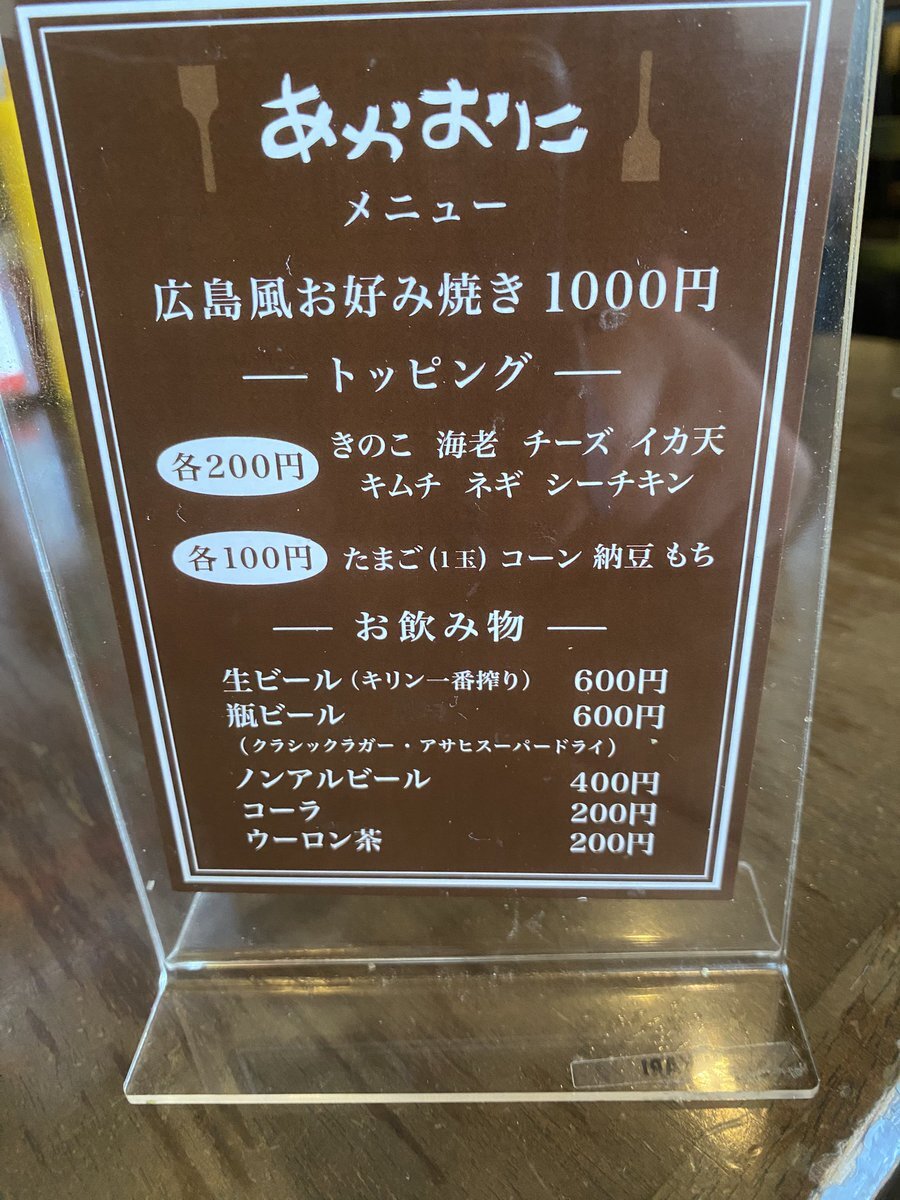 あかおに
メニュー
広島風お好み焼き 1000円
トッピング
各200円 きのこ 海老 チーズ イカ天
キムチ ネギ シーチキン
各100円 たまご(1玉) コーン 納豆 もち
お飲み物
生ビール(キリン一番搾り) 600円
瓶ビール 600円
(クラシックラガー・アサヒスーパードライ)
ノンアルビール 400円
コーラ 200円
ウーロン茶 200円